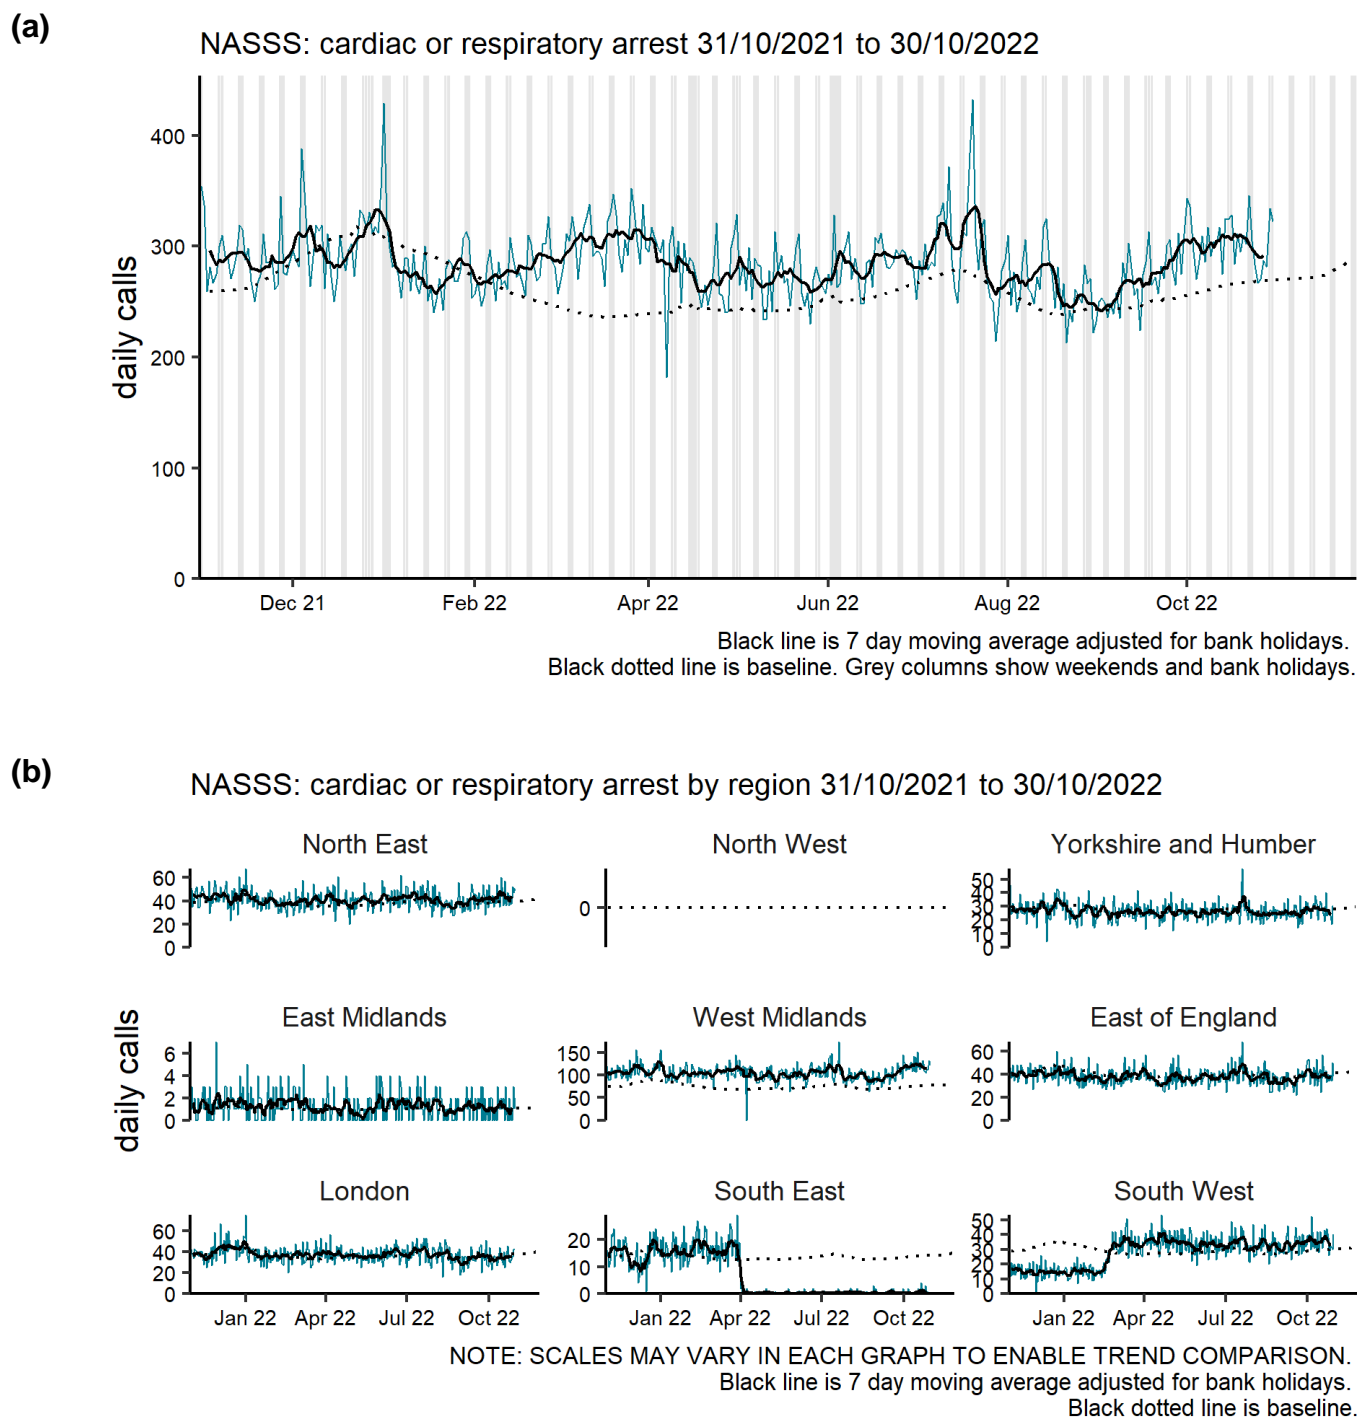 (a)
NASSS: cardiac or respiratory arrest 31/10/2021 to 30/10/2022
daily calls
400
300
200
100
0
Dec 21 Feb 22 Apr 22 Jun 22 Aug 22 Oct 22
Black line is 7 day moving average adjusted for bank holidays.
Black dotted line is baseline. Grey columns show weekends and bank holidays.
(b)
NASSS: cardiac or respiratory arrest by region 31/10/2021 to 30/10/2022
daily calls
North East
60
40
20
0
North West
0
Yorkshire and Humber
50
40
30
20
10
0
East Midlands
6
4
2
0
West Midlands
150
100
50
0
East of England
60
40
20
0
London
60
40
20
0
South East
20
10
0
South West
50
40
30
20
10
0
Jan 22 Apr 22 Jul 22 Oct 22
Jan 22 Apr 22 Jul 22 Oct 22
Jan 22 Apr 22 Jul 22 Oct 22
NOTE: SCALES MAY VARY IN EACH GRAPH TO ENABLE TREND COMPARISON.
Black line is 7 day moving average adjusted for bank holidays.
Black dotted line is baseline.